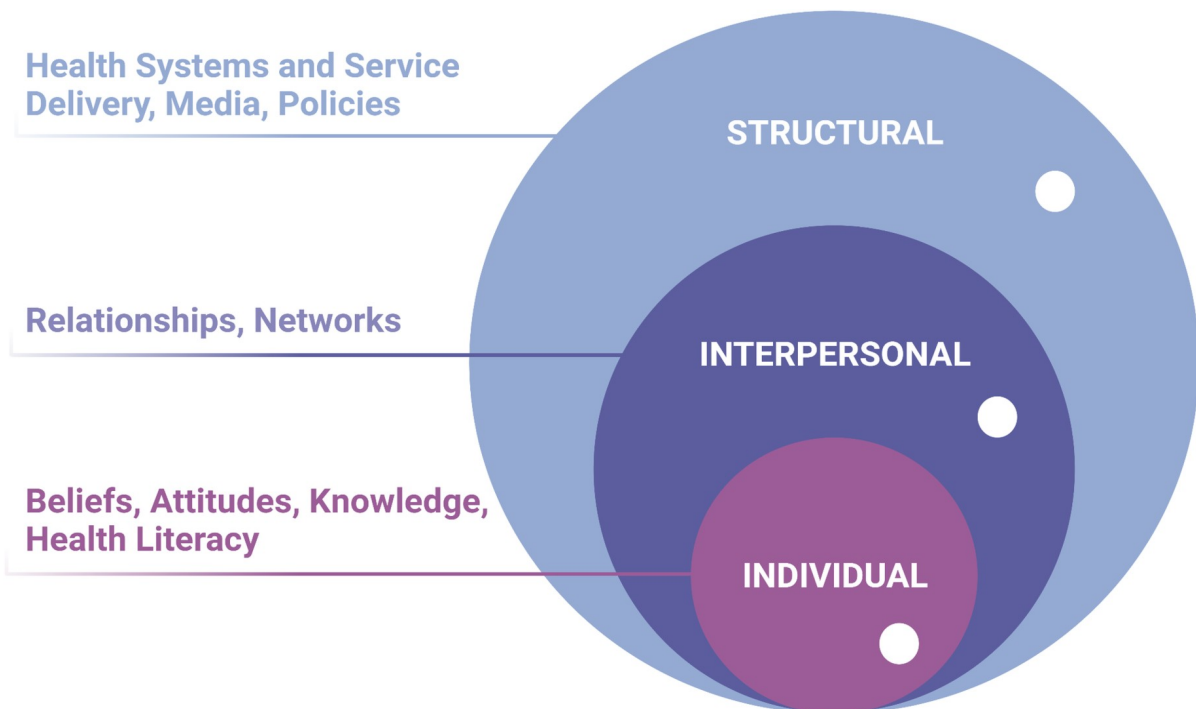 Health Systems and Service
Delivery, Media, Policies
STRUCTURAL
Relationships, Networks
INTERPERSONAL
Beliefs, Attitudes, Knowledge,
Health Literacy
INDIVIDUAL